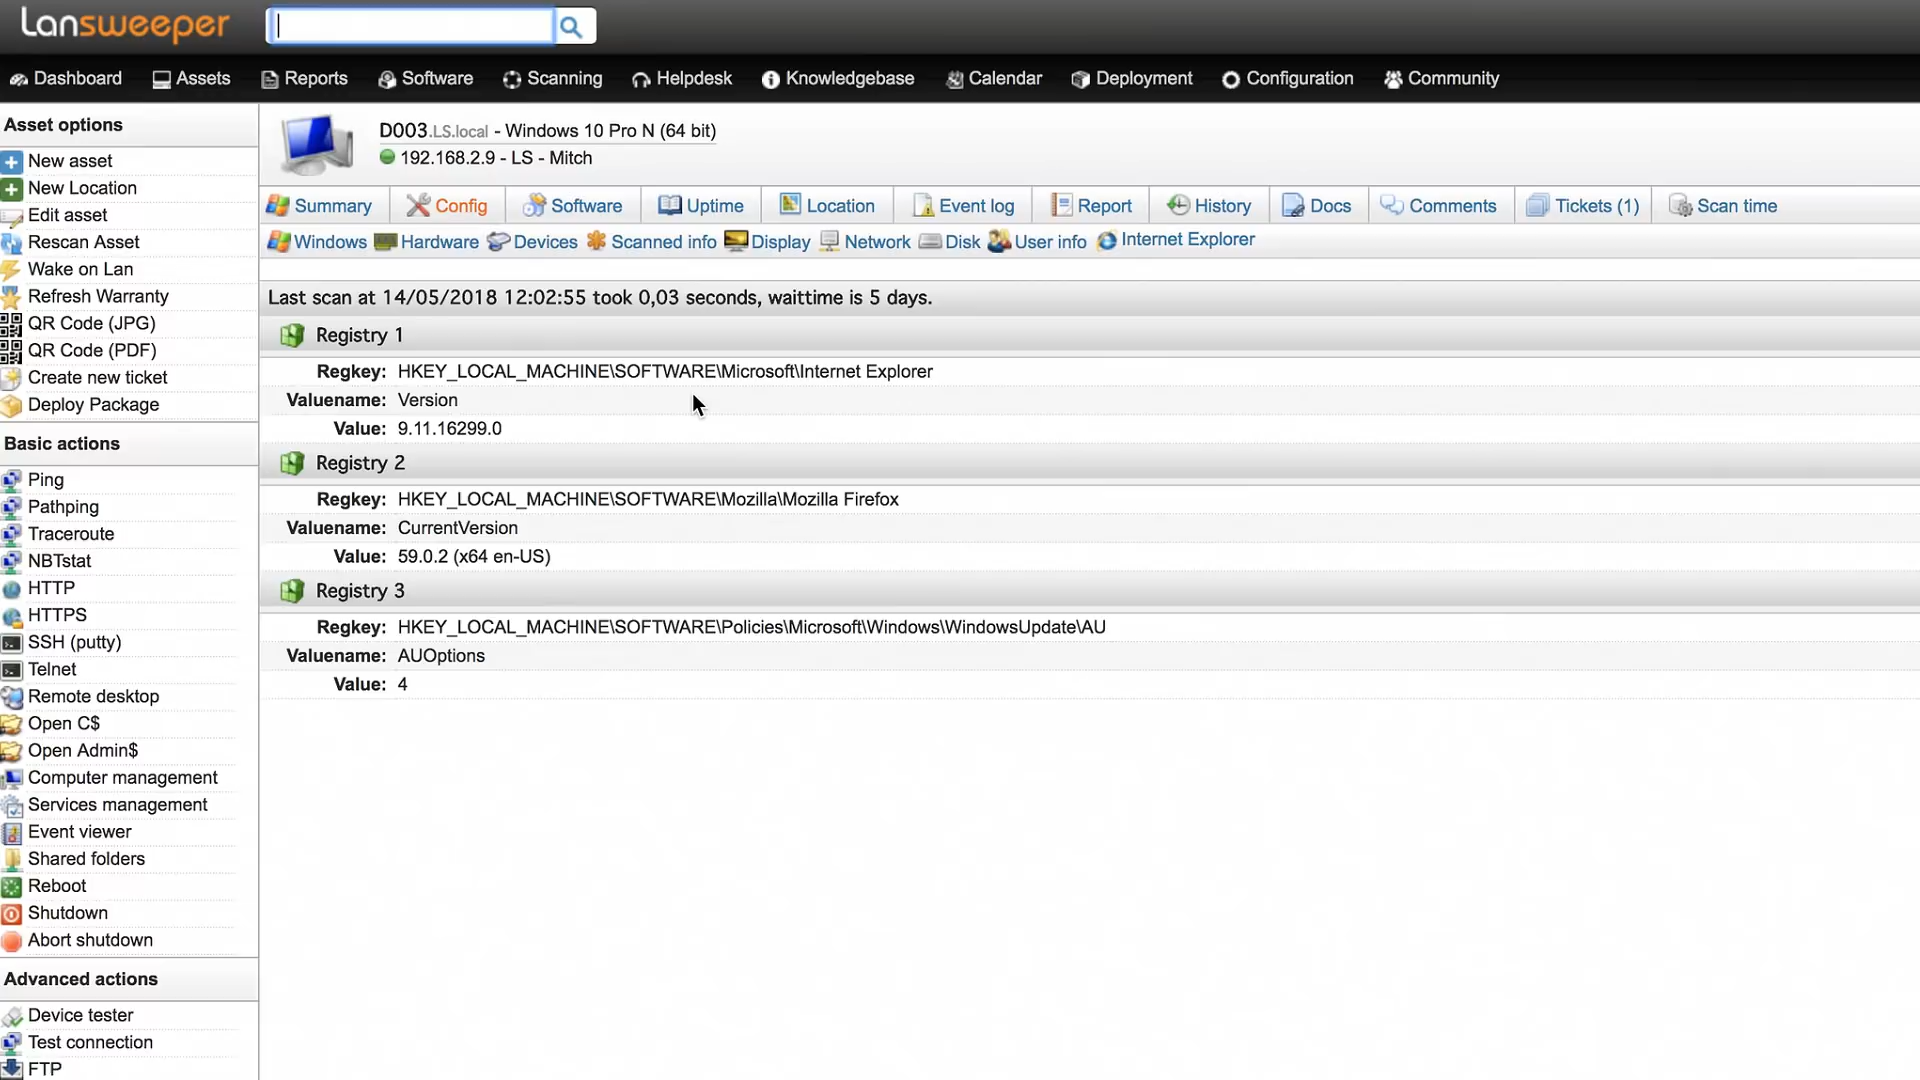 Lansweeper
Dashboard Assets Reports Software Scanning Helpdesk Knowledgebase Calendar Deployment Configuration Community
Asset options
New asset
New Location
Edit asset
Rescan Asset
Wake on Lan
Refresh Warranty
QR Code (JPG)
QR Code (PDF)
Create new ticket
Deploy Package
Basic actions
Ping
Pathping
Traceroute
NBTstat
HTTP
HTTPS
SSH (putty)
Telnet
Remote desktop
Open C$
Open Admin$
Computer management
Services management
Event viewer
Shared folders
Reboot
Shutdown
Abort shutdown
Advanced actions
Device tester
Test connection
FTP
D003.LS.local - Windows 10 Pro N (64 bit)
192.168.2.9 - LS - Mitch
Summary Config Software Uptime Location Event log Report History Docs Comments Tickets (1) Scan time
Windows Hardware Devices Scanned info Display Network Disk User info Internet Explorer
Last scan at 14/05/2018 12:02:55 took 0,03 seconds, waittime is 5 days.
Registry 1
Regkey: HKEY_LOCAL_MACHINE\SOFTWARE\Microsoft\Internet Explorer
Valuename: Version
Value: 9.11.16299.0
Registry 2
Regkey: HKEY_LOCAL_MACHINE\SOFTWARE\Mozilla\Mozilla Firefox
Valuename: CurrentVersion
Value: 59.0.2 (x64 en-US)
Registry 3
Regkey: HKEY_LOCAL_MACHINE\SOFTWARE\Policies\Microsoft\Windows\WindowsUpdate\AU
Valuename: AUOptions
Value: 4